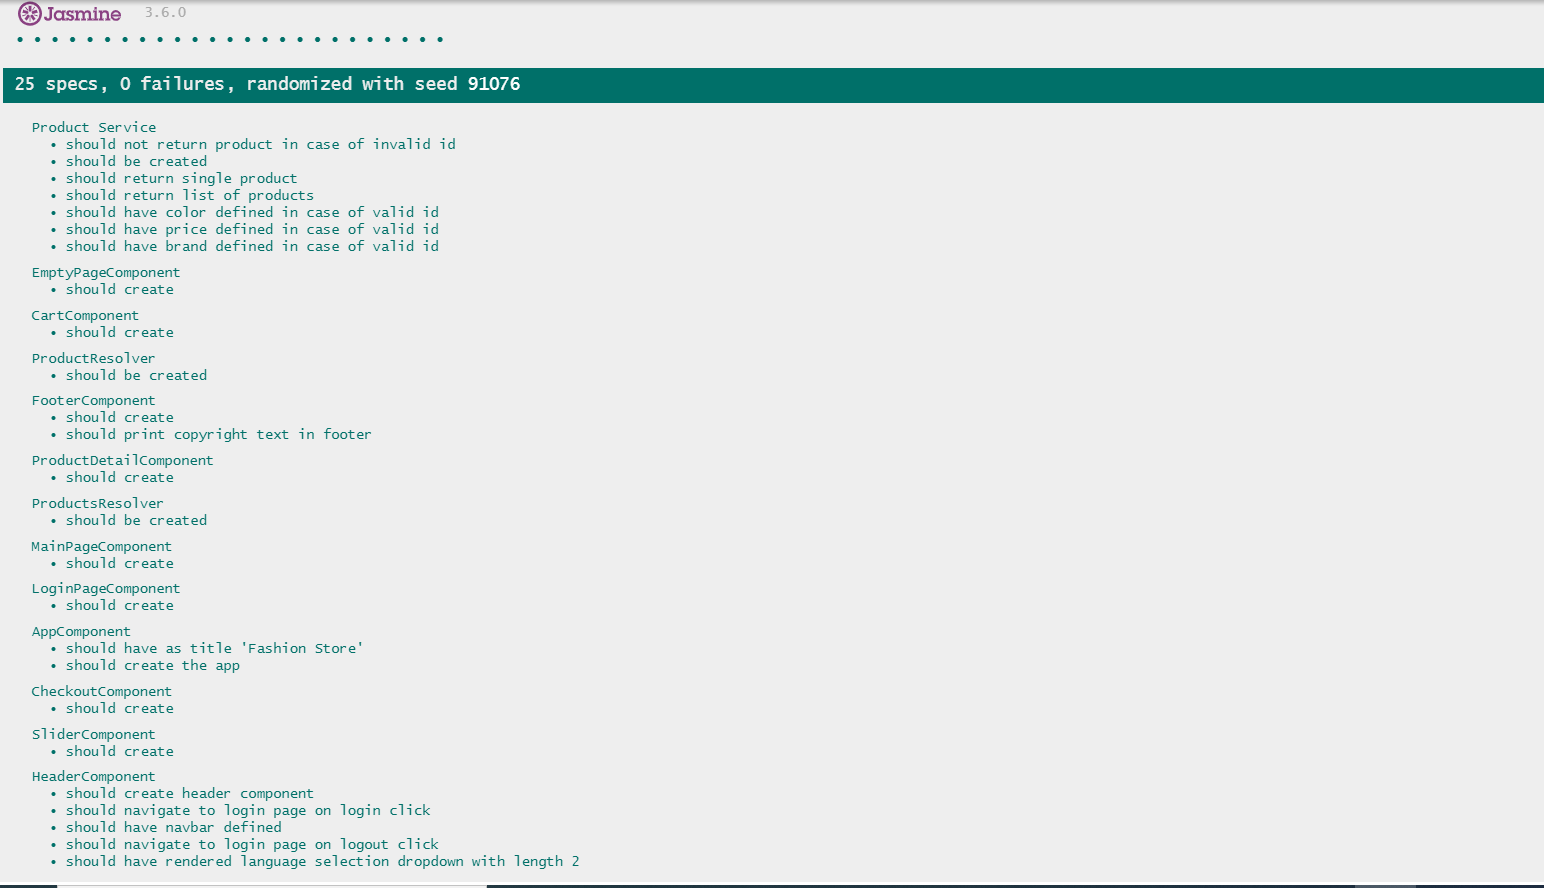 Jasmine 3.6.0
• • • • • • • • • • • • • • • • • • • • • • • • •
25 specs, 0 failures, randomized with seed 91076
Product Service
• should not return product in case of invalid id
• should be created
• should return single product
• should return list of products
• should have color defined in case of valid id
• should have price defined in case of valid id
• should have brand defined in case of valid id
EmptyPageComponent
• should create
CartComponent
• should create
ProductResolver
• should be created
FooterComponent
• should create
• should print copyright text in footer
ProductDetailComponent
• should create
ProductsResolver
• should be created
MainPageComponent
• should create
LoginPageComponent
• should create
AppComponent
• should have as title 'Fashion Store'
• should create the app
CheckoutComponent
• should create
SliderComponent
• should create
HeaderComponent
• should create header component
• should navigate to login page on login click
• should have navbar defined
• should navigate to login page on logout click
• should have rendered language selection dropdown with length 2